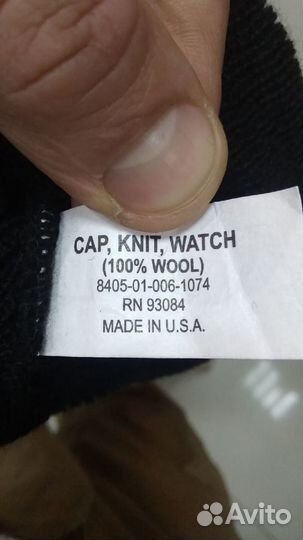 CAP, KNIT, WATCH
(100% WOOL)
8405-01-006-1074
RN 93084
MADE IN U.S.A.
Avito